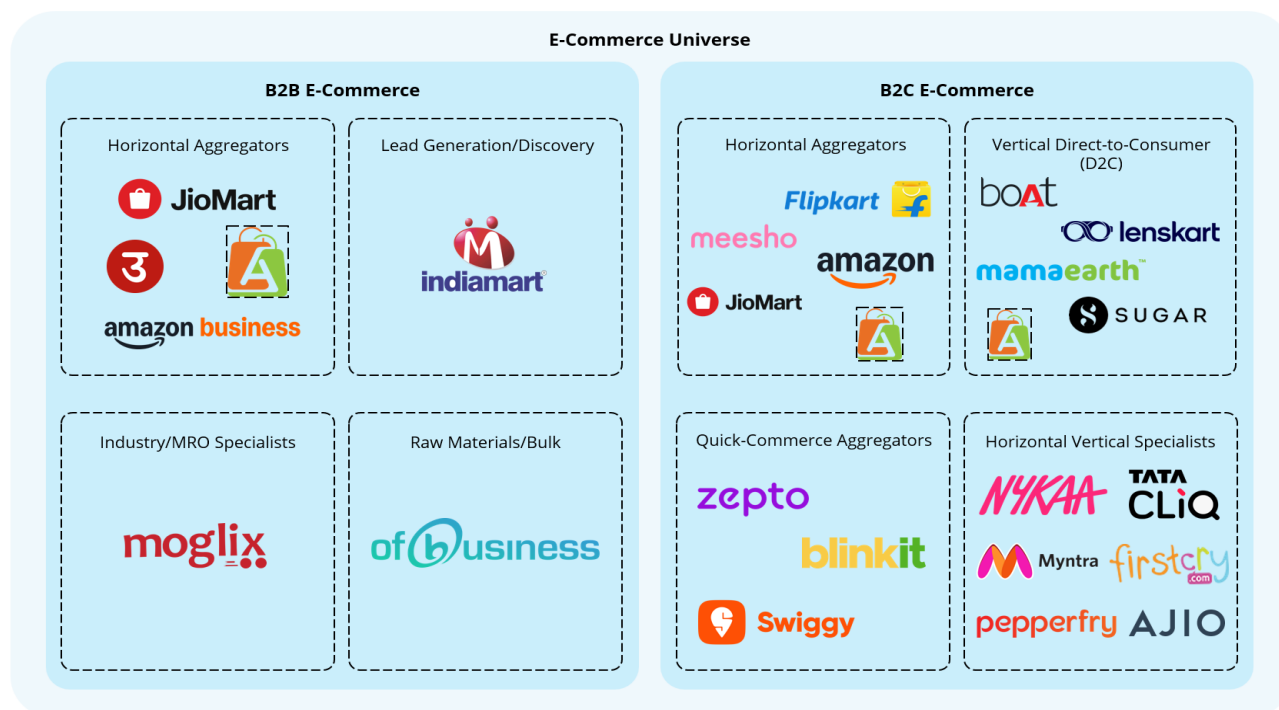 E-Commerce Universe
B2B E-Commerce
Horizontal Aggregators
JioMart
उ
A
amazon business
Lead Generation/Discovery
M
indiamart
Industry/MRO Specialists
moglix
Raw Materials/Bulk
ofbusiness
B2C E-Commerce
Horizontal Aggregators
Flipkart
f
meesho
amazon
JioMart
A
Vertical Direct-to-Consumer
(D2C)
boAt
lenskart
mamaearth™
A
S SUGAR
Quick-Commerce Aggregators
zepto
blinkit
Swiggy
Horizontal Vertical Specialists
NYKAA
TATA
CLiQ
Myntra
firstcry
.com
pepperfry
AJIO